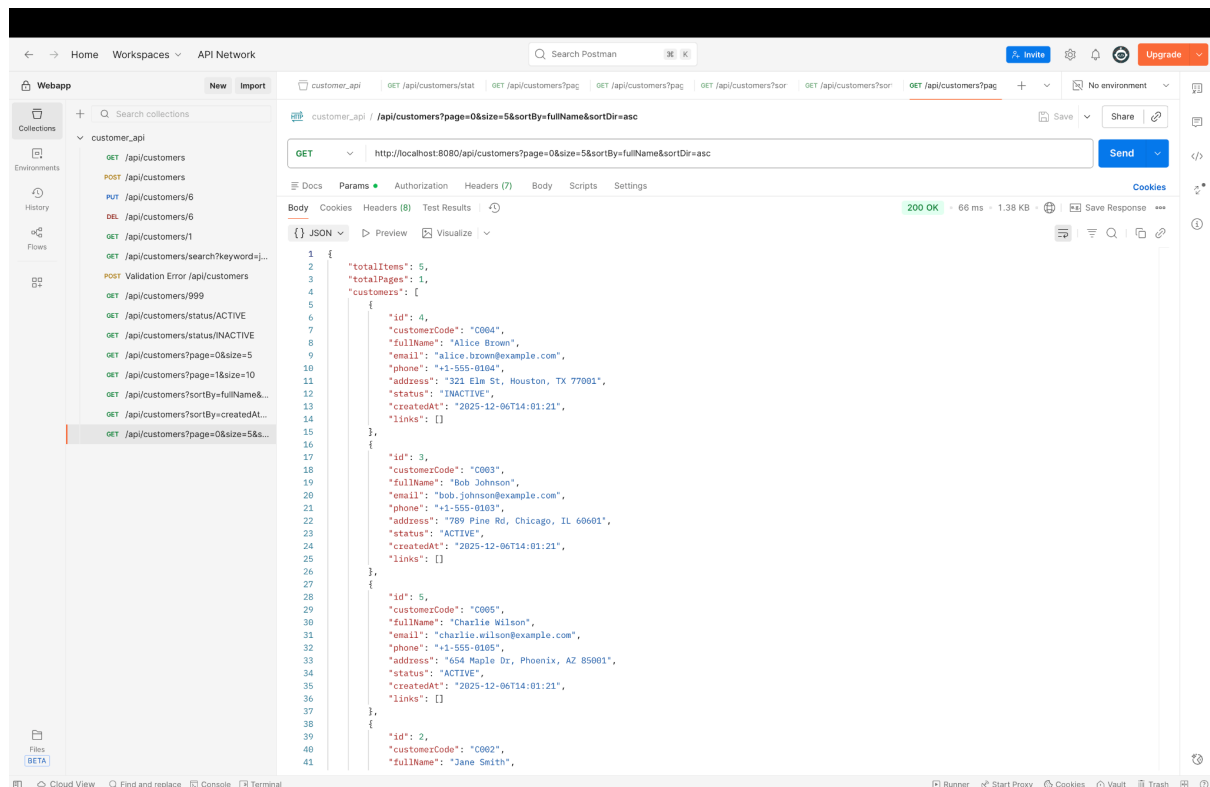 Home Workspaces API Network Search Postman ⌘ K Invite Upgrade
Webapp New Import customer_api GET /api/customers/stat GET /api/customers?pag GET /api/customers?pag GET /api/customers?sor GET /api/customers?sor GET /api/customers?pag No environment
Collections
Environments
History
Flows
Search collections
customer_api
GET /api/customers
POST /api/customers
PUT /api/customers/6
DEL /api/customers/6
GET /api/customers/1
GET /api/customers/search?keyword=j...
POST Validation Error /api/customers
GET /api/customers/999
GET /api/customers/status/ACTIVE
GET /api/customers/status/INACTIVE
GET /api/customers?page=0&size=5
GET /api/customers?page=1&size=10
GET /api/customers?sortBy=fullName&...
GET /api/customers?sortBy=createdAt...
GET /api/customers?page=0&size=5&s...
Files
BETA
HTTP customer_api / /api/customers?page=0&size=5&sortBy=fullName&sortDir=asc Save Share
GET http://localhost:8080/api/customers?page=0&size=5&sortBy=fullName&sortDir=asc Send
Docs Params Authorization Headers (7) Body Scripts Settings Cookies
Body Cookies Headers (8) Test Results 200 OK 66 ms 1.38 KB Save Response
{} JSON Preview Visualize
1 {
2 "totalItems": 5,
3 "totalPages": 1,
4 "customers": [
5 {
6 "id": 4,
7 "customerCode": "C004",
8 "fullName": "Alice Brown",
9 "email": "alice.brown@example.com",
10 "phone": "+1-555-0104",
11 "address": "321 Elm St, Houston, TX 77001",
12 "status": "INACTIVE",
13 "createdAt": "2025-12-06T14:01:21",
14 "links": []
15 },
16 {
17 "id": 3,
18 "customerCode": "C003",
19 "fullName": "Bob Johnson",
20 "email": "bob.johnson@example.com",
21 "phone": "+1-555-0103",
22 "address": "789 Pine Rd, Chicago, IL 60601",
23 "status": "ACTIVE",
24 "createdAt": "2025-12-06T14:01:21",
25 "links": []
26 },
27 {
28 "id": 5,
29 "customerCode": "C005",
30 "fullName": "Charlie Wilson",
31 "email": "charlie.wilson@example.com",
32 "phone": "+1-555-0105",
33 "address": "654 Maple Dr, Phoenix, AZ 85001",
34 "status": "ACTIVE",
35 "createdAt": "2025-12-06T14:01:21",
36 "links": []
37 },
38 {
39 "id": 2,
40 "customerCode": "C002",
41 "fullName": "Jane Smith",
Cloud View Find and replace Console Terminal Runner Start Proxy Cookies Vault Trash